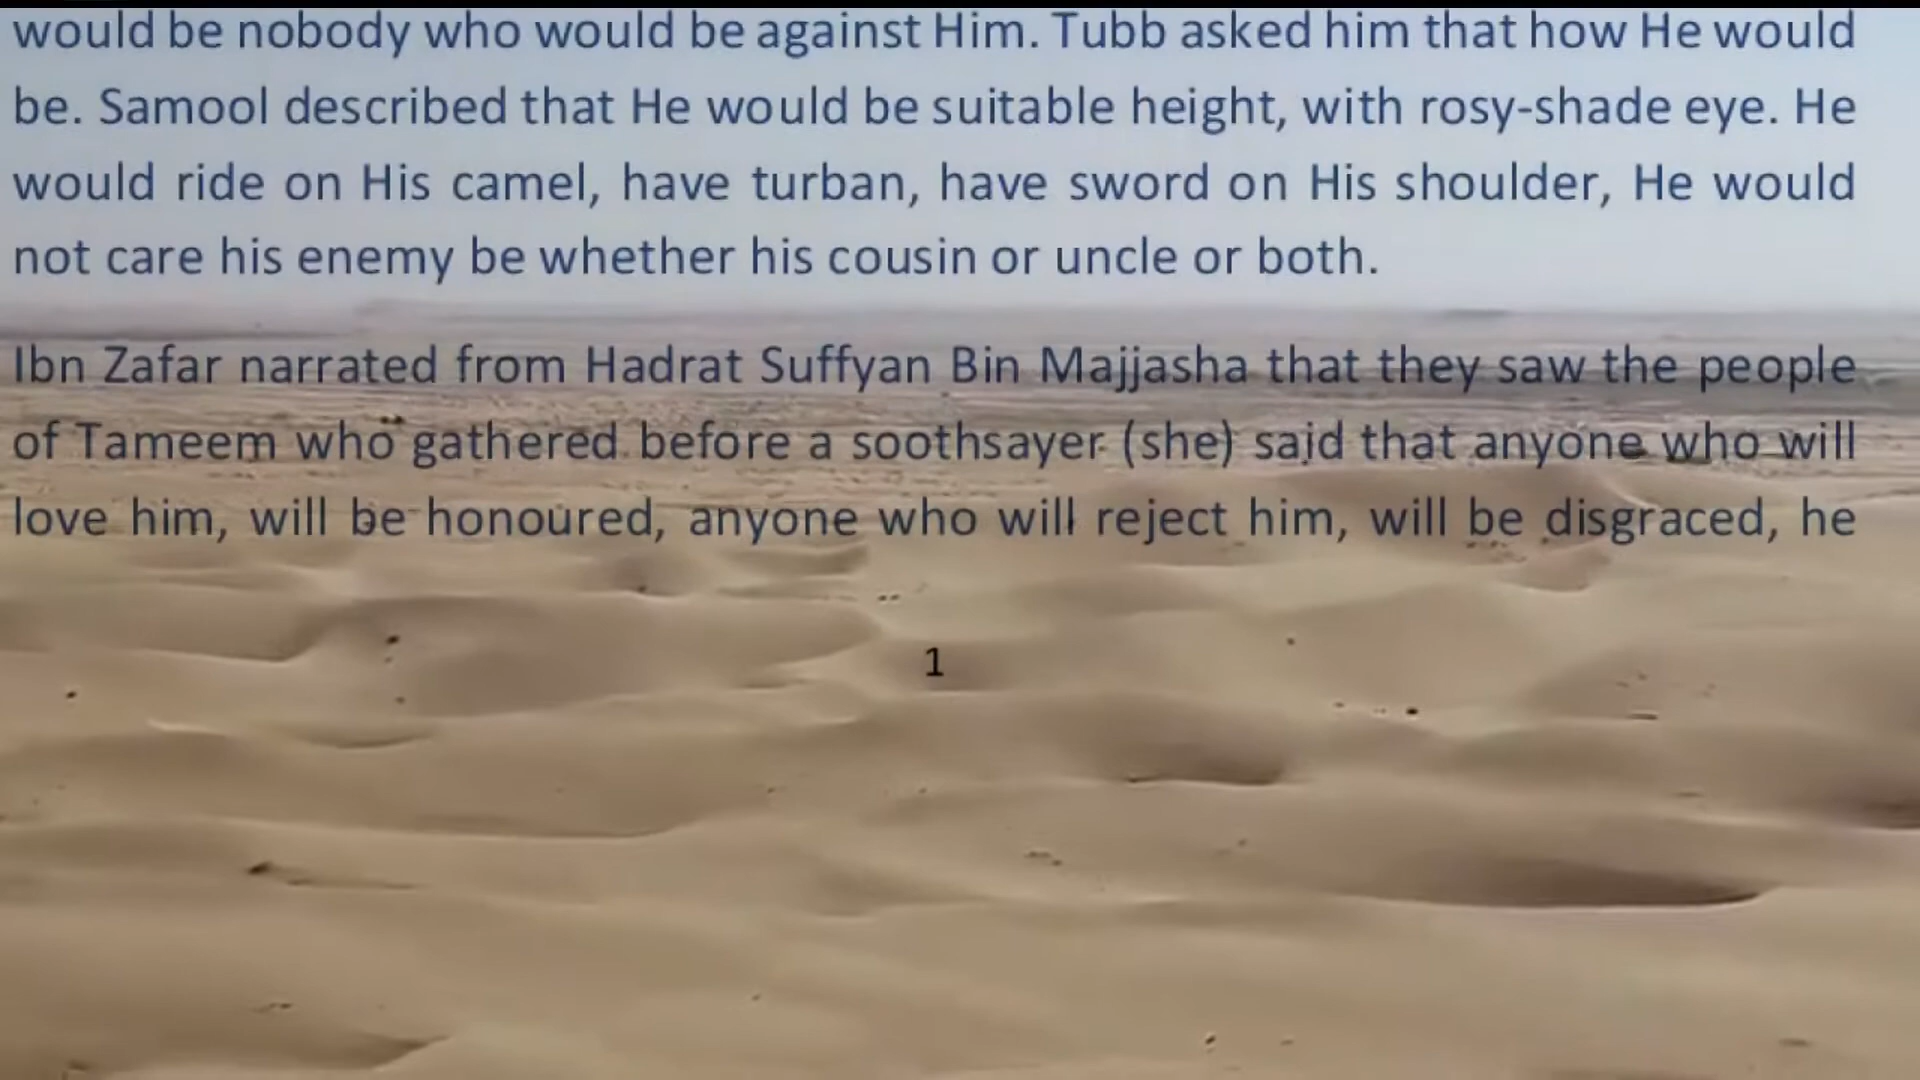 would be nobody who would be against Him. Tubb asked him that how He would
be. Samool described that He would be suitable height, with rosy-shade eye. He
would ride on His camel, have turban, have sword on His shoulder, He would
not care his enemy be whether his cousin or uncle or both.
Ibn Zafar narrated from Hadrat Suffyan Bin Majjasha that they saw the people
of Tameem who gathered before a soothsayer (she) said that anyone who will
love him, will be honoured, anyone who will reject him, will be disgraced, he
1